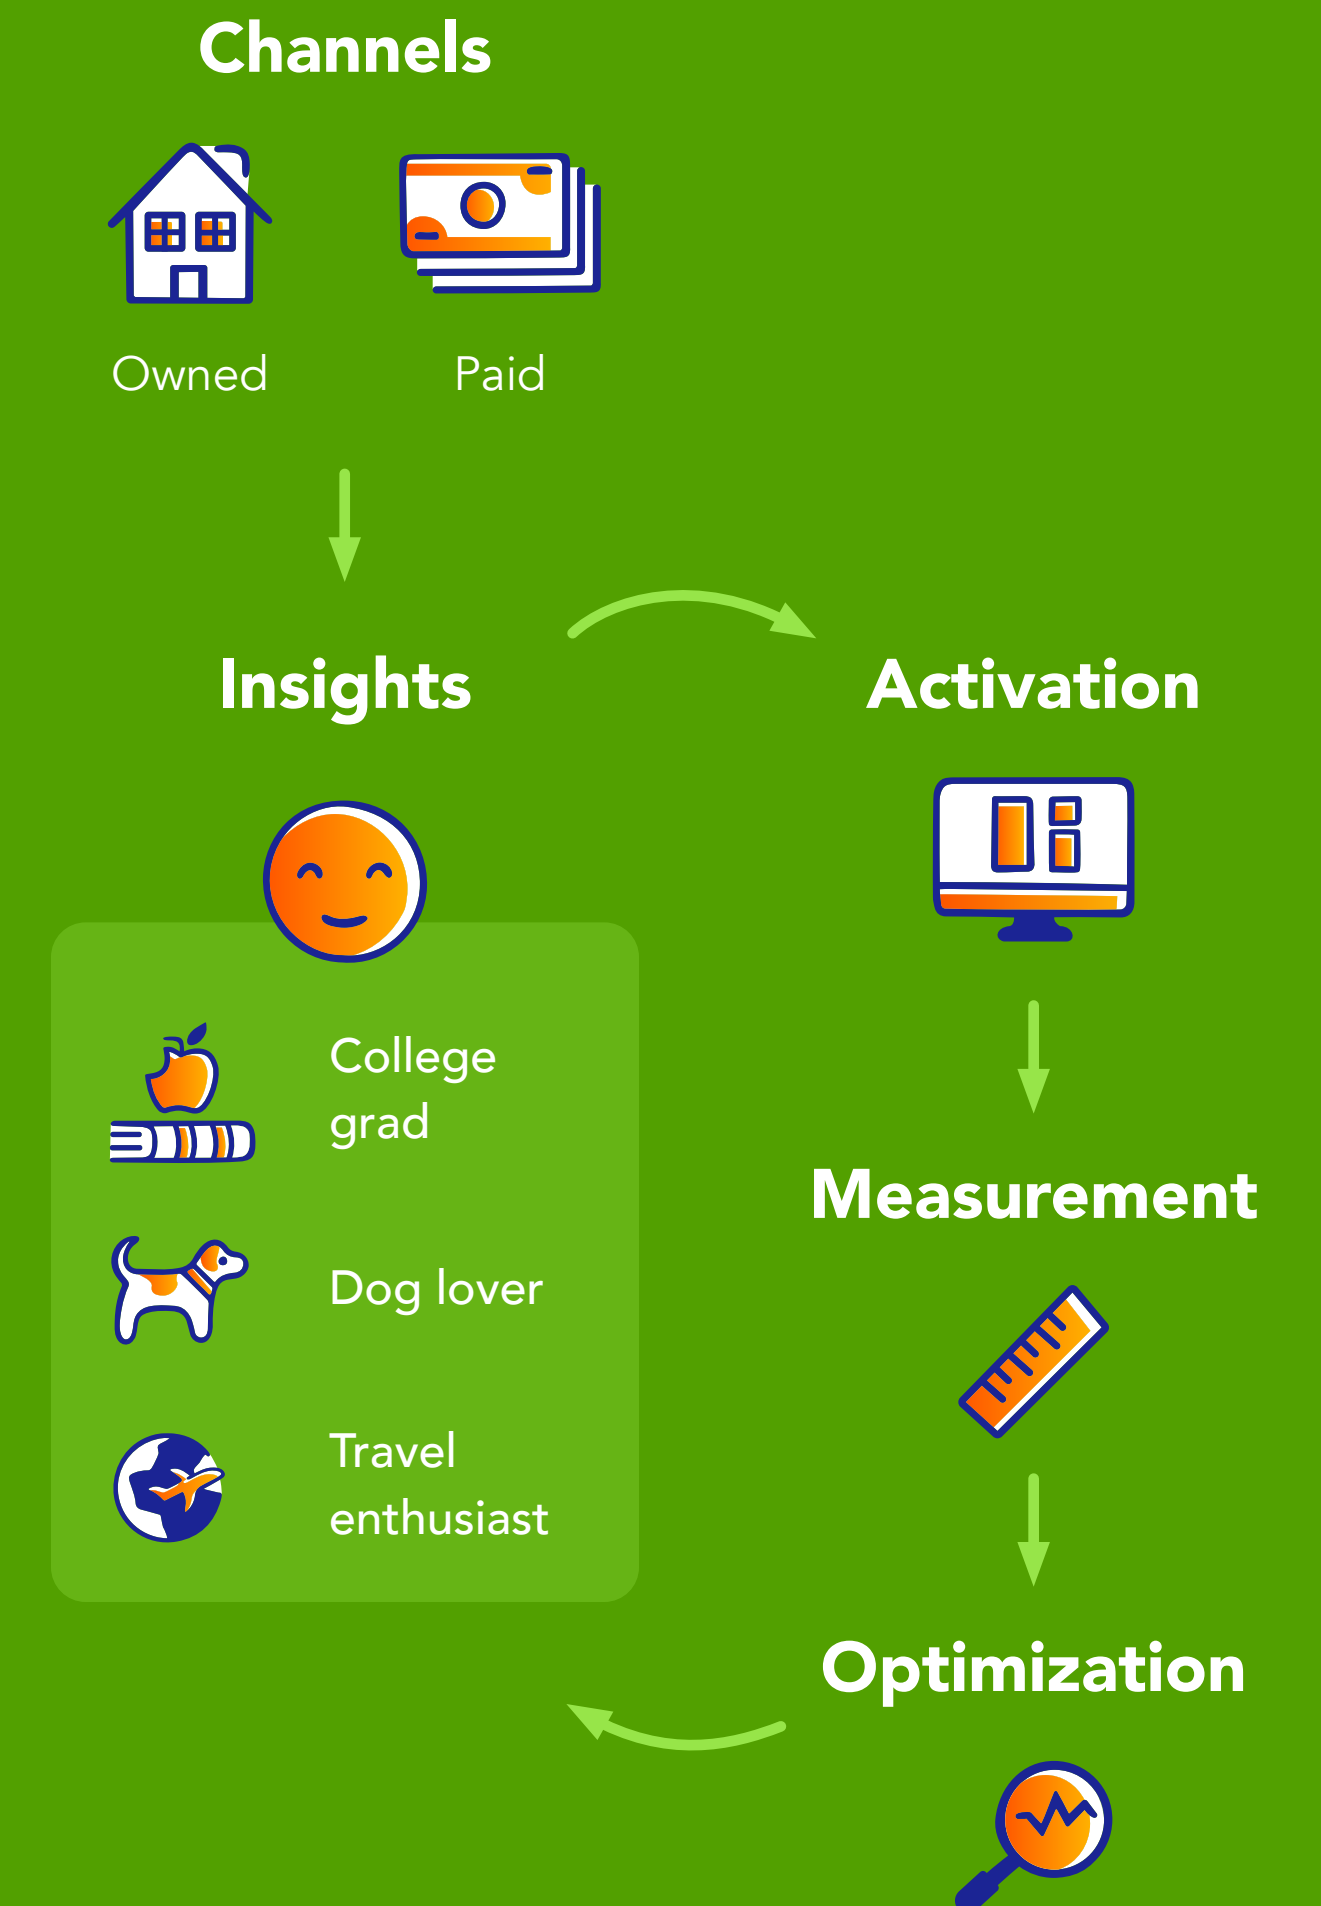 Channels
Owned
Paid
Insights
College
grad
Dog lover
Travel
enthusiast
Activation
Measurement
Optimization